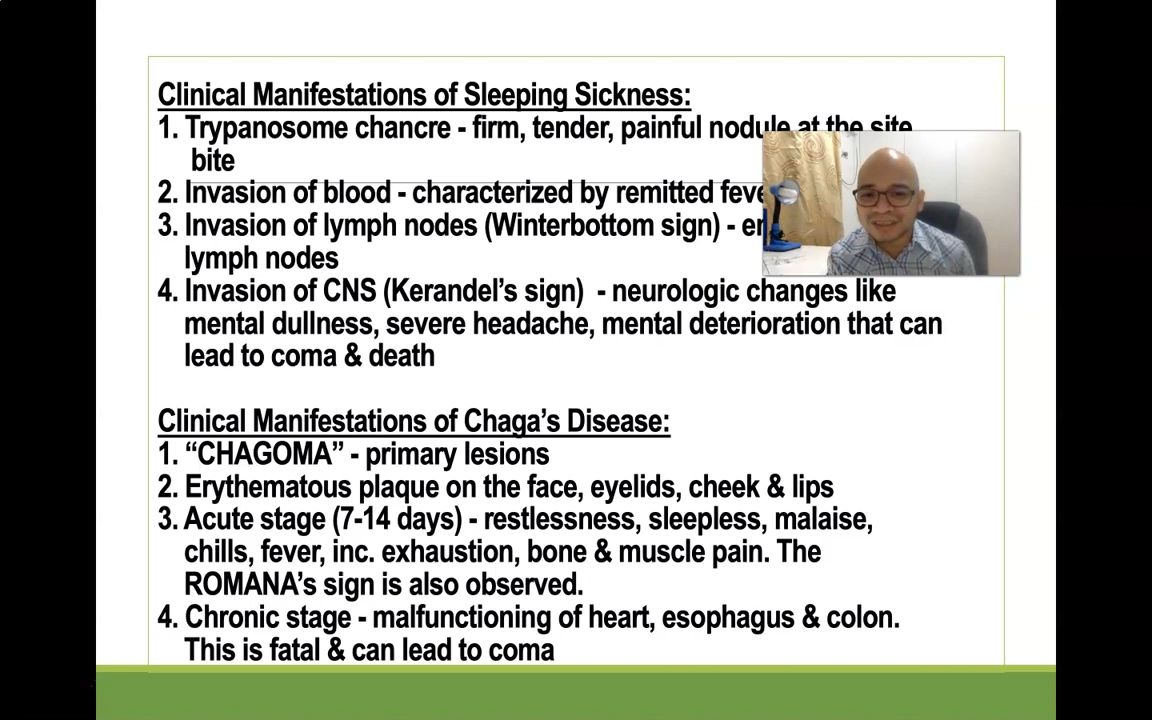 Clinical Manifestations of Sleeping Sickness:
1. Trypanosome chancre - firm, tender, painful nodule at the site
bite
2. Invasion of blood - characterized by remitted
3. Invasion of lymph nodes (Winterbottom sign) -
lymph nodes
4. Invasion of CNS (Kerandel's sign) - neurologic changes like
mental dullness, severe headache, mental deterioration that can
lead to coma & death
Clinical Manifestations of Chaga's Disease:
1. “CHAGOMA” - primary lesions
2. Erythematous plaque on the face, eyelids, cheek & lips
3. Acute stage (7-14 days) - restlessness, sleepless, malaise,
chills, fever, inc. exhaustion, bone & muscle pain. The
ROMANA's sign is also observed.
4. Chronic stage - malfunctioning of heart, esophagus & colon.
This is fatal & can lead to coma